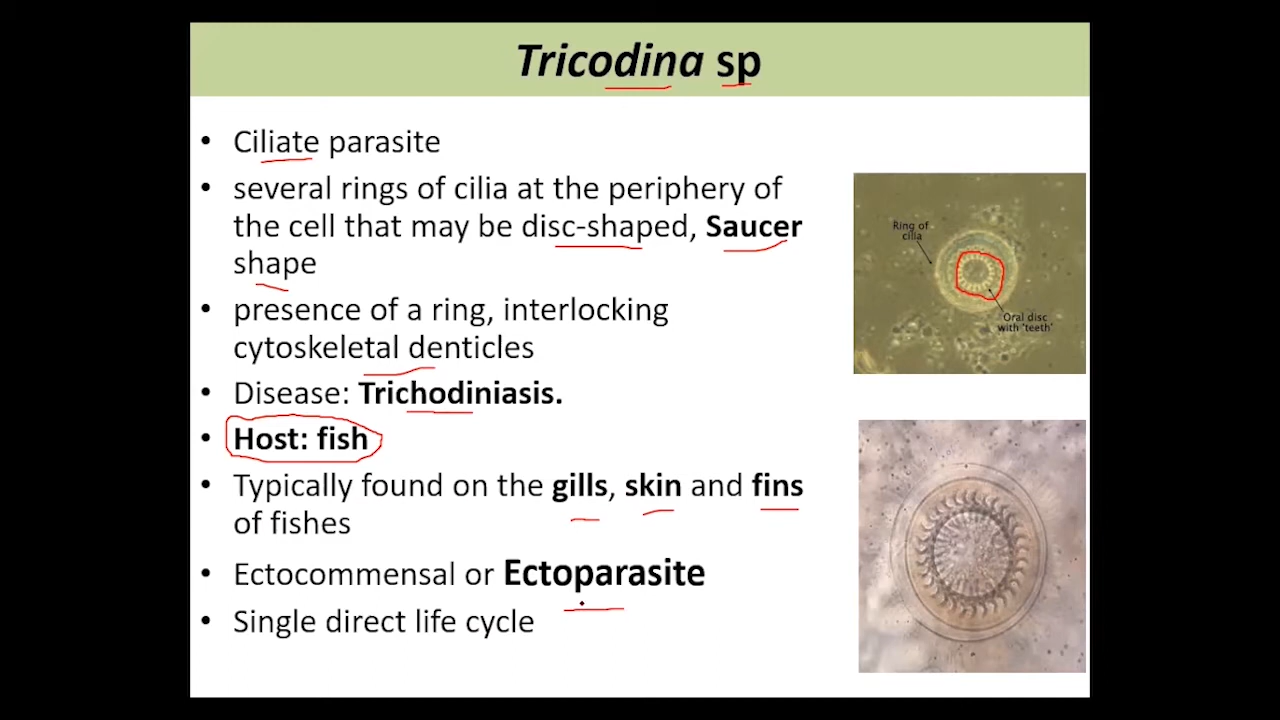 Tricodina sp
• Ciliate parasite
• several rings of cilia at the periphery of
the cell that may be disc-shaped, Saucer
shape
• presence of a ring, interlocking
cytoskeletal denticles
• Disease: Trichodiniasis.
• Host: fish
• Typically found on the gills, skin and fins
of fishes
• Ectocommensal or Ectoparasite
• Single direct life cycle
Ring of
cilia
Oral disc
with 'teeth'